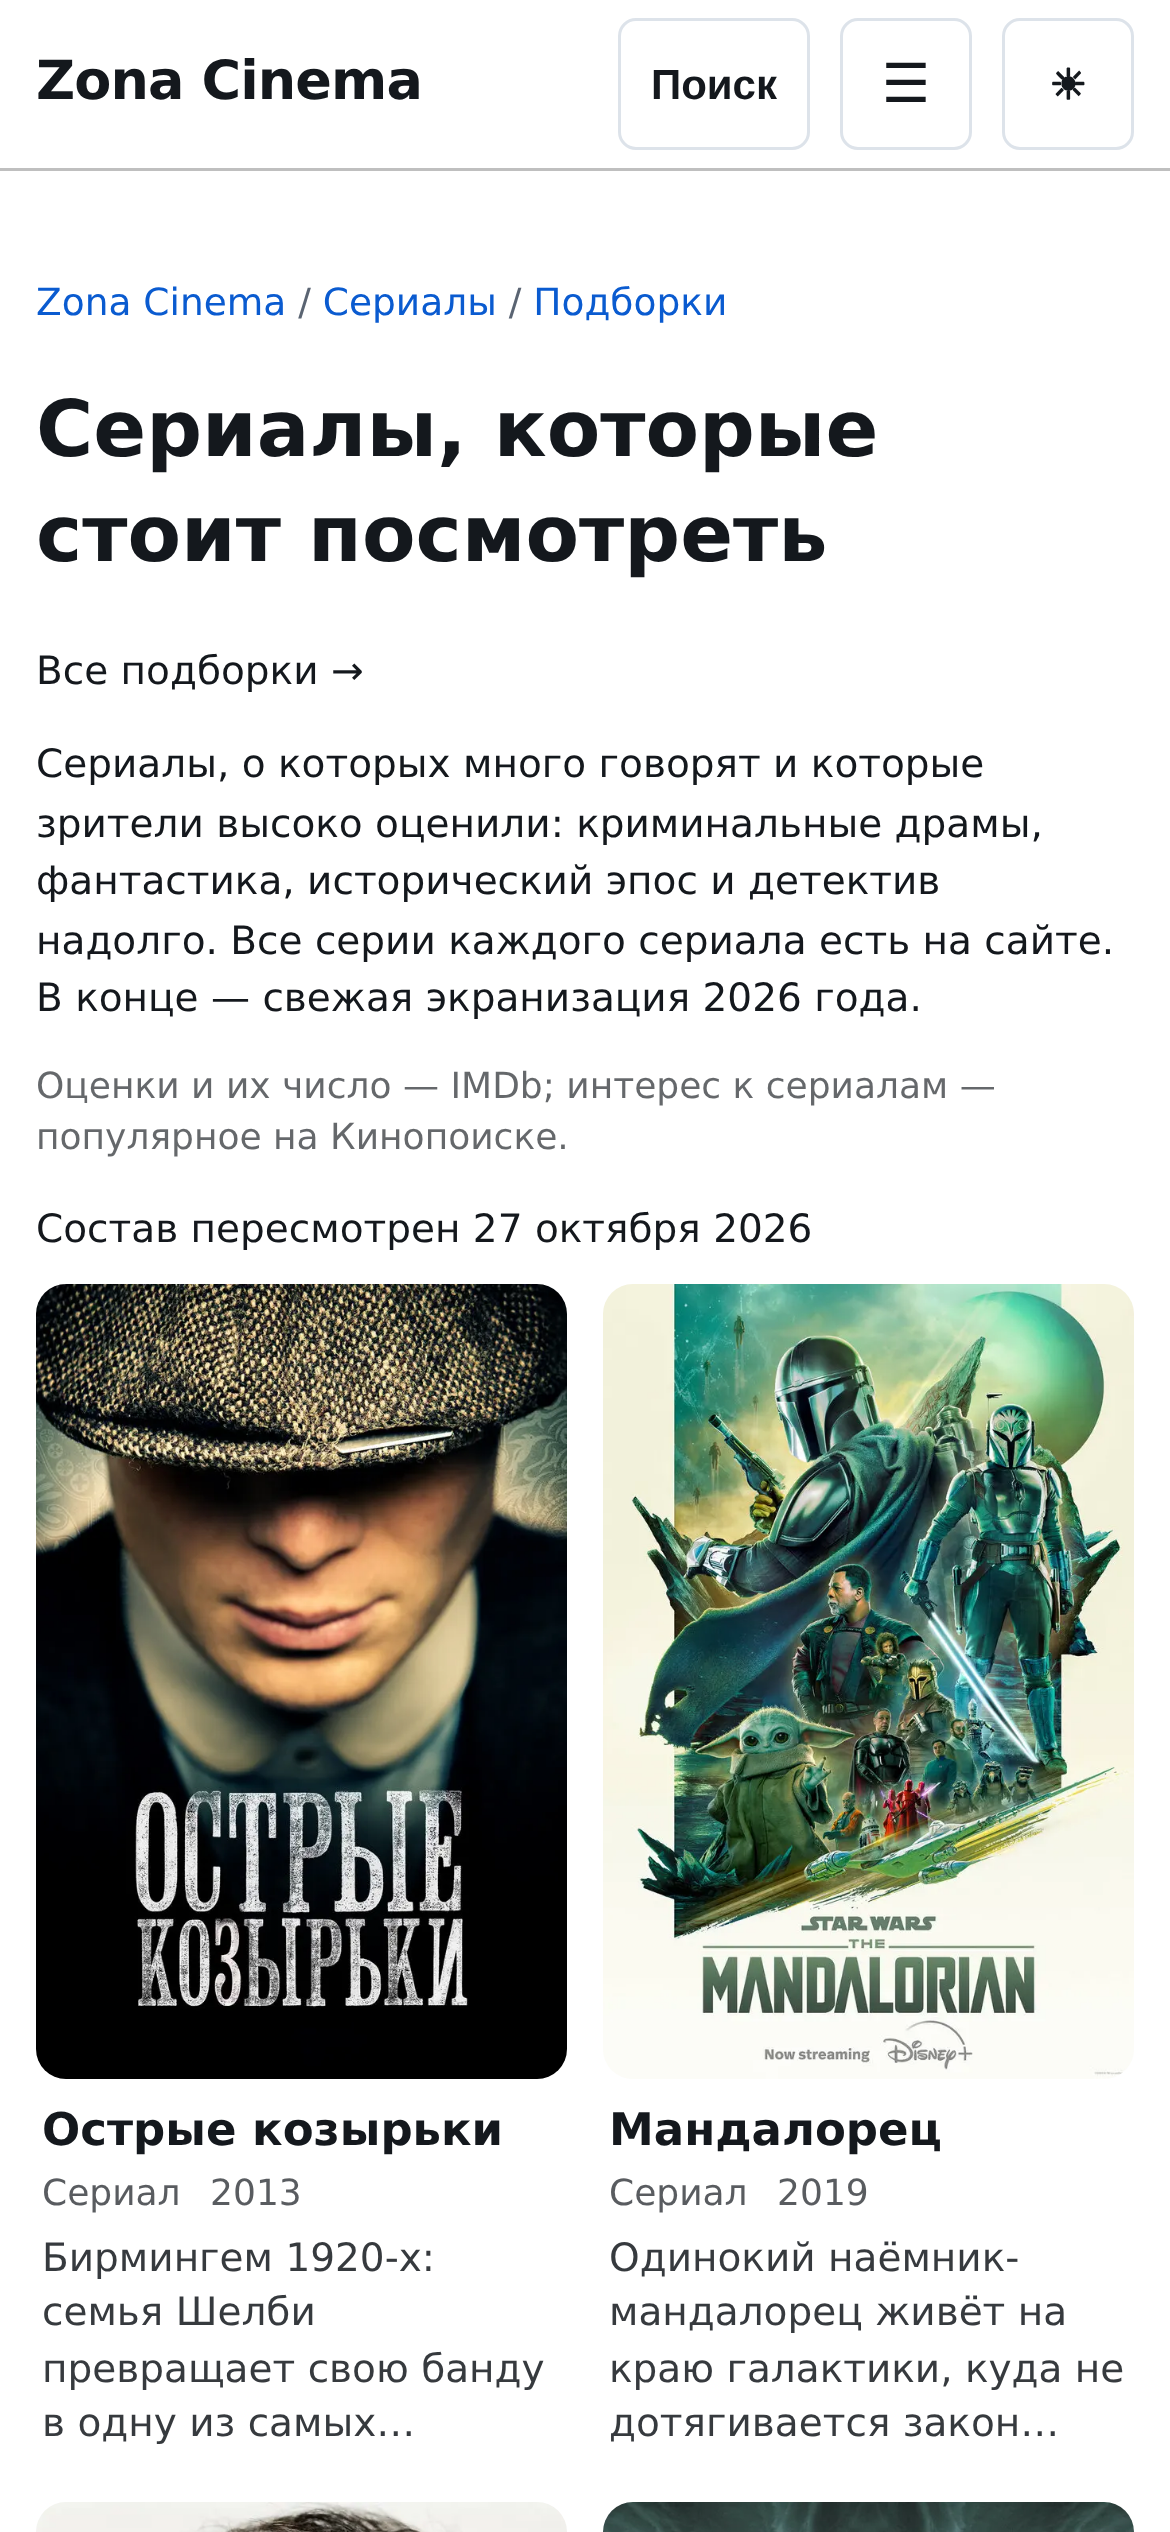 Zona Cinema
Поиск
Zona Cinema / Сериалы / Подборки
Сериалы, которые
стоит посмотреть
Все подборки →
Сериалы, о которых много говорят и которые
зрители высоко оценили: криминальные драмы,
фантастика, исторический эпос и детектив
надолго. Все серии каждого сериала есть на сайте.
В конце — свежая экранизация 2026 года.
Оценки и их число — IMDb; интерес к сериалам —
популярное на Кинопоиске.
Состав пересмотрен 27 октября 2026
ОСТРЫЕ
КОЗЫРЬКИ
STAR WARS
THE
MANDALORIAN
Now streaming Disney+
Острые козырьки
Сериал 2013
Бирмингем 1920-х:
семья Шелби
превращает свою банду
в одну из самых…
Мандалорец
Сериал 2019
Одинокий наёмник-
мандалорец живёт на
краю галактики, куда не
дотягивается закон…